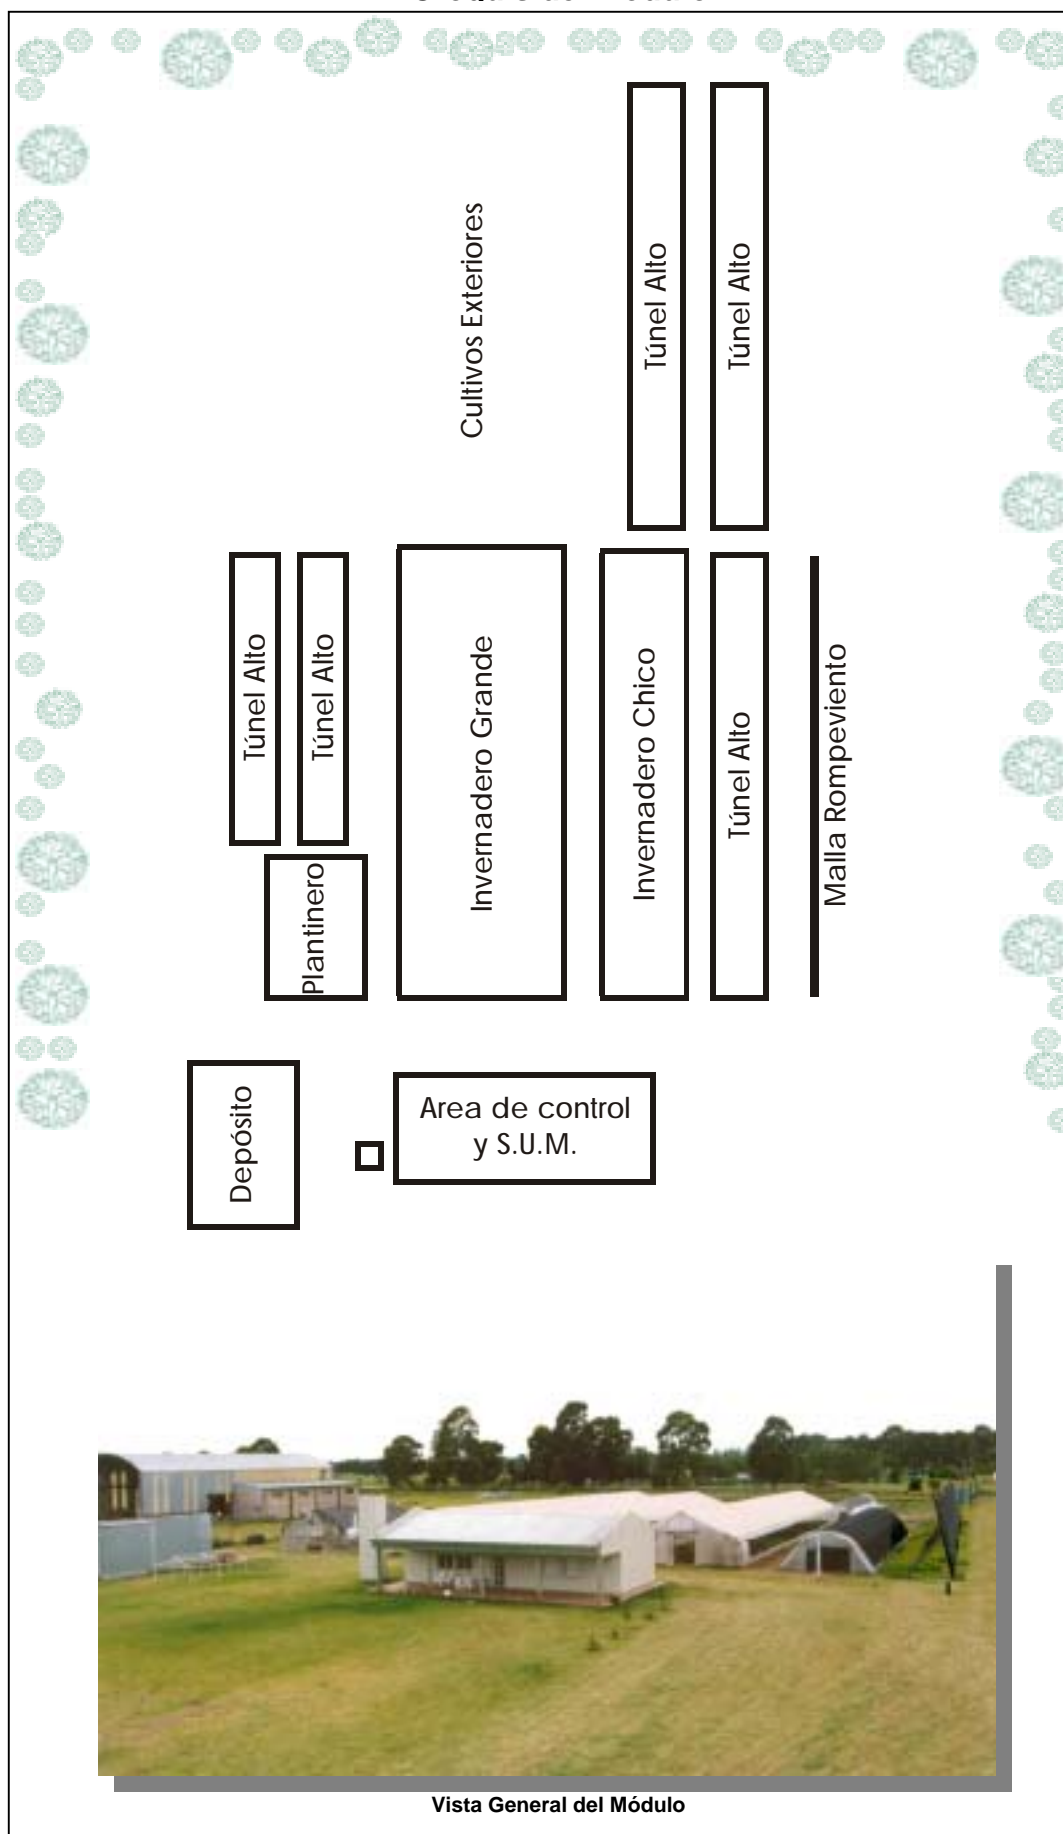 Cultivos Exteriores
Túnel Alto
Túnel Alto
Túnel Alto
Túnel Alto
Invernadero Grande
Invernadero Chico
Túnel Alto
Malla Rompeviento
Plantinero
Depósito
Area de control
y S.U.M.
Vista General del Módulo